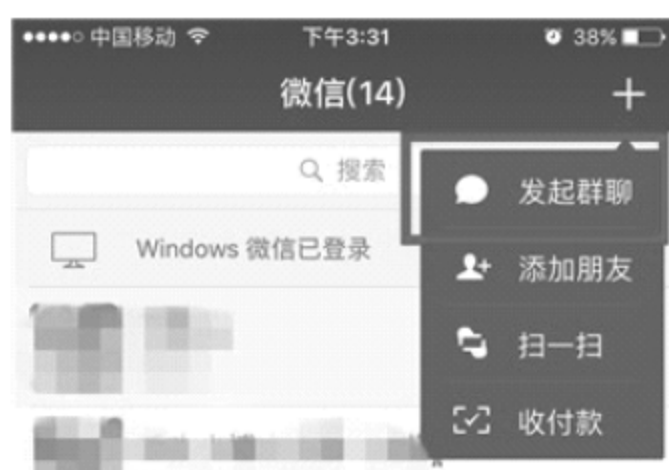 中国移动 下午3:31 38%
微信(14) +
搜索
发起群聊
Windows 微信已登录
添加朋友
扫一扫
收付款